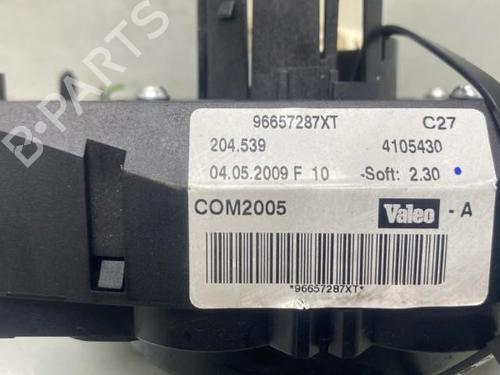 B-PARTS
96657287XT C27
204.539 4105430
04.05.2009 F 10 -Soft: 2.30
COM2005 Valeo - A
*96657287XT*